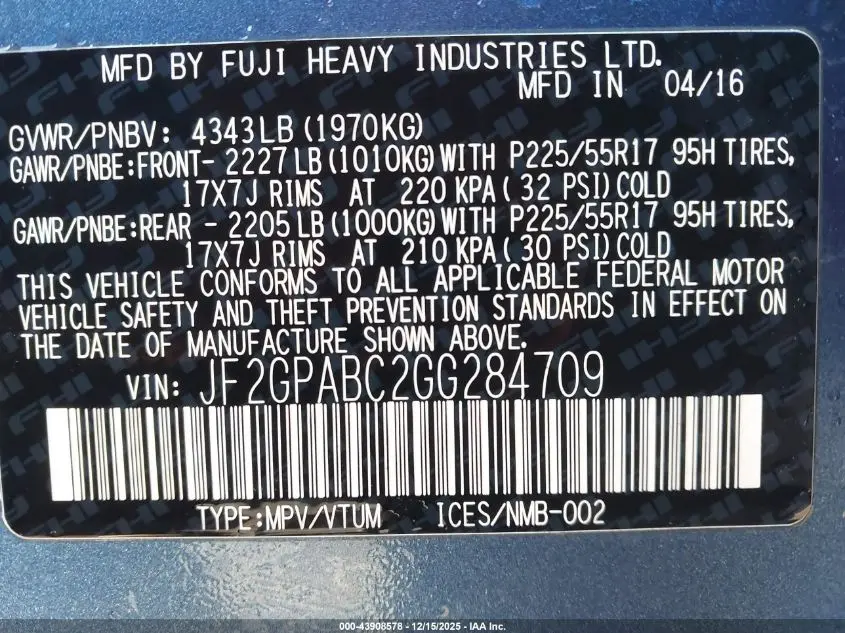 MFD BY FUJI HEAVY INDUSTRIES LTD.
MFD IN 04/16
GVWR/PNBV: 4343LB (1970KG)
GAWR/PNBE:FRONT- 2227 LB (1010KG) WITH P225/55R17 95H TIRES,
17X7J RIMS AT 220 KPA ( 32 PSI) COLD
GAWR/PNBE:REAR - 2205 LB (1000KG) WITH P225/55R17 95H TIRES,
17X7J RIMS AT 210 KPA ( 30 PSI) COLD
THIS VEHICLE CONFORMS TO ALL APPLICABLE FEDERAL MOTOR
VEHICLE SAFETY AND THEFT PREVENTION STANDARDS IN EFFECT ON
THE DATE OF MANUFACTURE SHOWN ABOVE.
VIN: JF2GPABC2GG284709
TYPE:MPV/VTUM ICES/NMB-002
000-43908578 - 12/15/2025 - IAA Inc.